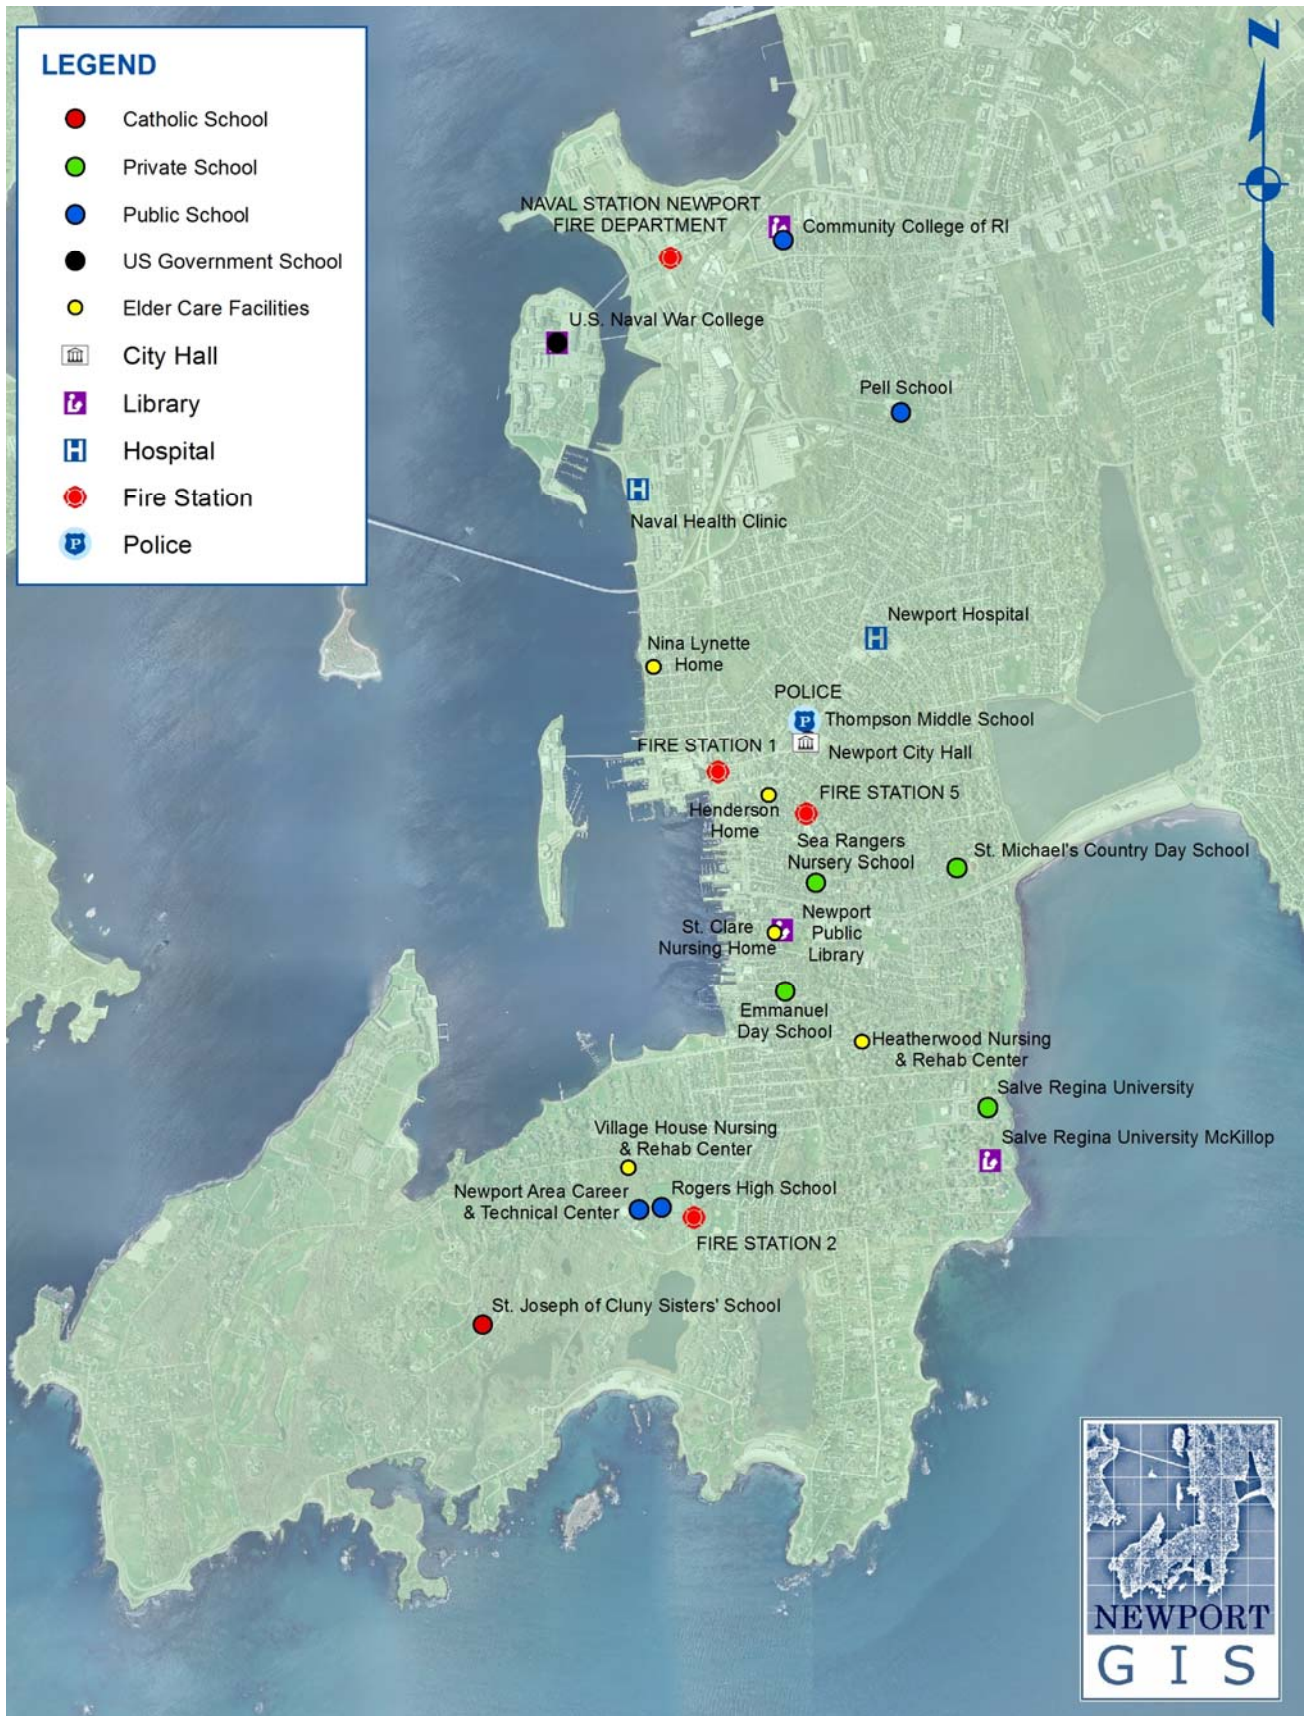 LEGEND
Catholic School
Private School
Public School
US Government School
Elder Care Facilities
City Hall
Library
H
Hospital
Fire Station
P
Police
N
NAVAL STATION NEWPORT
FIRE DEPARTMENT
Community College of RI
U.S. Naval War College
Pell School
H
Naval Health Clinic
Newport Hospital
H
Nina Lynette
Home
POLICE
P
Thompson Middle School
Newport City Hall
FIRE STATION 1
FIRE STATION 5
Henderson
Home
Sea Rangers
Nursery School
St. Michael's Country Day School
St. Clare
Nursing Home
Newport
Public
Library
Emmanuel
Day School
Heatherwood Nursing
& Rehab Center
Salve Regina University
Salve Regina University McKillop
Village House Nursing
& Rehab Center
Newport Area Career
& Technical Center
Rogers High School
FIRE STATION 2
St. Joseph of Cluny Sisters' School
NEWPORT
GIS